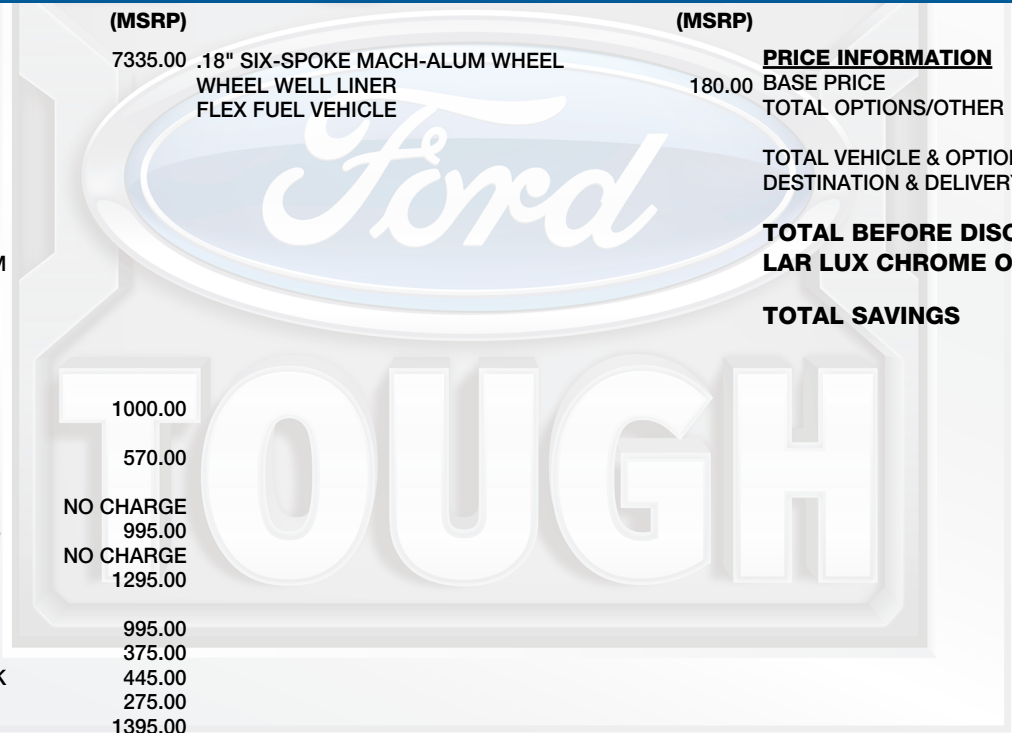 (MSRP)
7335.00
1000.00
570.00
NO CHARGE
995.00
NO CHARGE
1295.00
995.00
375.00
445.00
275.00
1395.00
M
K
(MSRP)
.18" SIX-SPOKE MACH-ALUM WHEEL
WHEEL WELL LINER 180.00
FLEX FUEL VEHICLE
PRICE INFORMATION
BASE PRICE
TOTAL OPTIONS/OTHER
TOTAL VEHICLE & OPTION
DESTINATION & DELIVERY
TOTAL BEFORE DISC
LAR LUX CHROME O
TOTAL SAVINGS
Ford
TOUGH